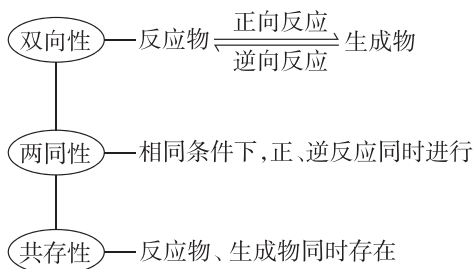 双向性
反应物 正向反应 生成物
逆向反应
两同性
相同条件下，正、逆反应同时进行
共存性
反应物、生成物同时存在